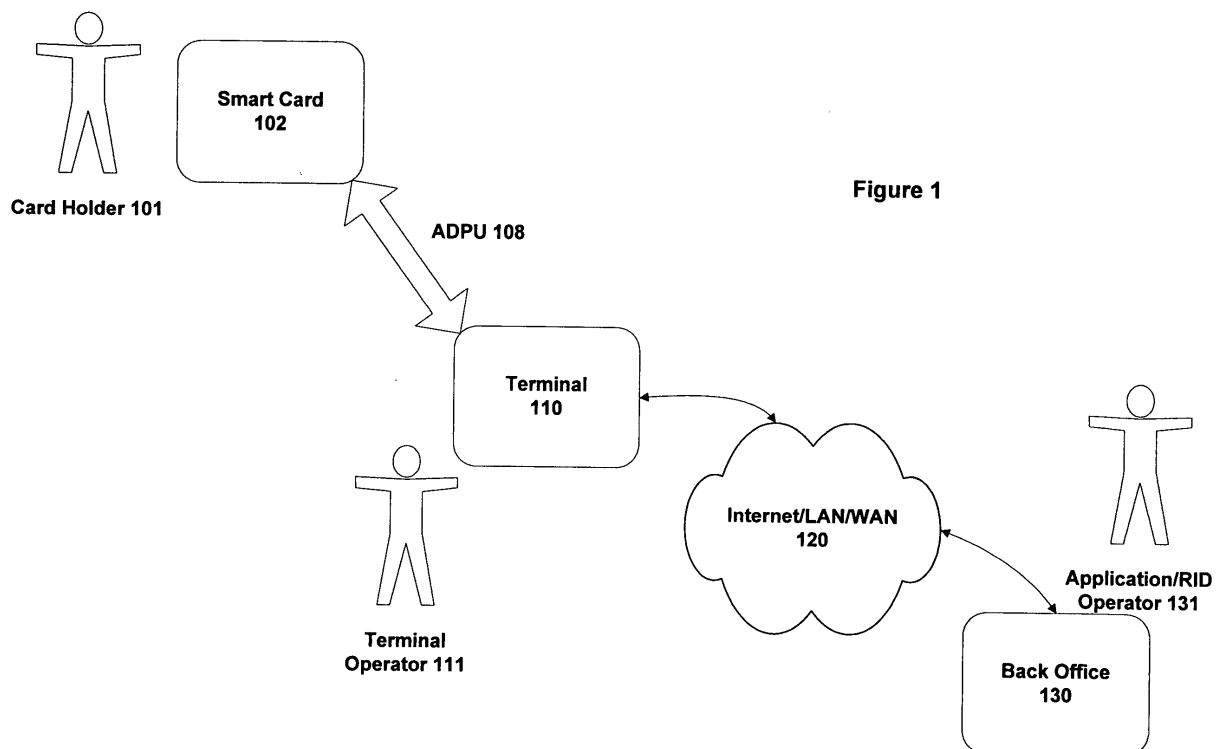 Smart Card
102
Card Holder 101
Figure 1
ADPU 108
Terminal
110
Internet/LAN/WAN
120
Application/RID
Operator 131
Terminal
Operator 111
Back Office
130